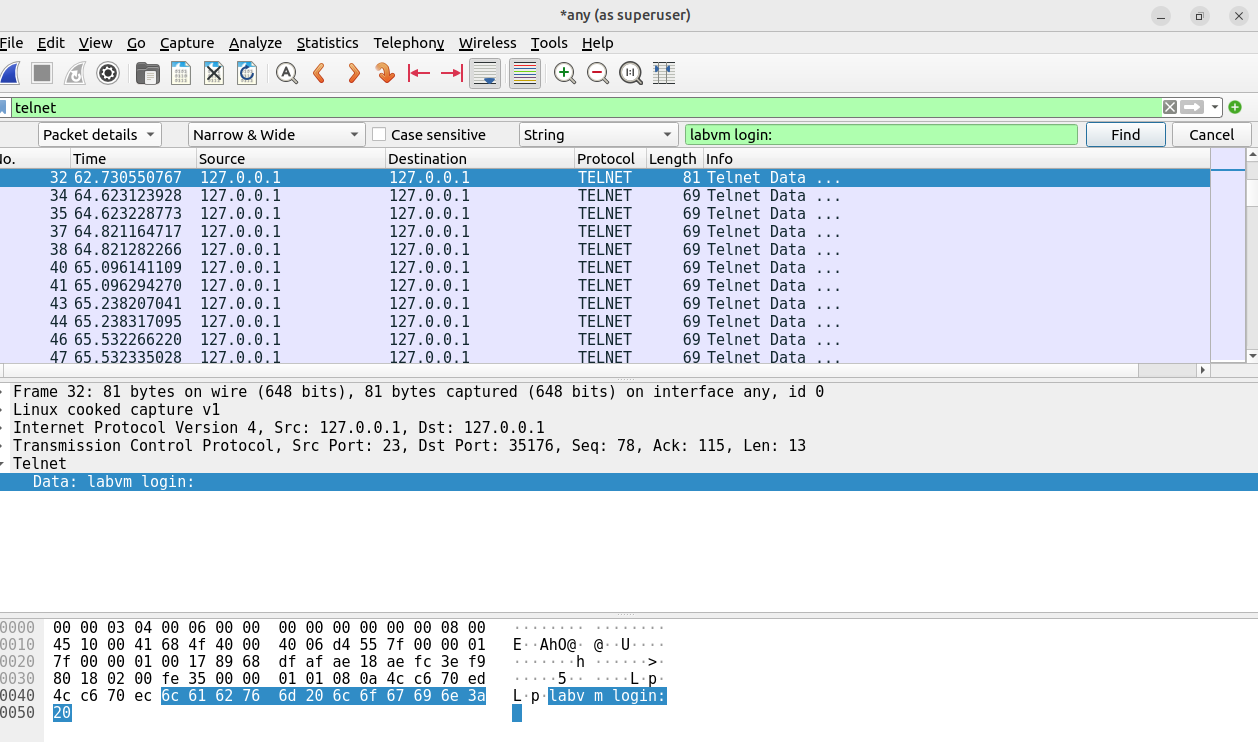 *any (as superuser)
File Edit View Go Capture Analyze Statistics Telephony Wireless Tools Help
telnet
Packet details Narrow & Wide Case sensitive String labvm login: Find Cancel
No. Time Source Destination Protocol Length Info
32 62.730550767 127.0.0.1 127.0.0.1 TELNET 81 Telnet Data ...
34 64.623123928 127.0.0.1 127.0.0.1 TELNET 69 Telnet Data ...
35 64.623228773 127.0.0.1 127.0.0.1 TELNET 69 Telnet Data ...
37 64.821164717 127.0.0.1 127.0.0.1 TELNET 69 Telnet Data ...
38 64.821282266 127.0.0.1 127.0.0.1 TELNET 69 Telnet Data ...
40 65.096141109 127.0.0.1 127.0.0.1 TELNET 69 Telnet Data ...
41 65.096294270 127.0.0.1 127.0.0.1 TELNET 69 Telnet Data ...
43 65.238207041 127.0.0.1 127.0.0.1 TELNET 69 Telnet Data ...
44 65.238317095 127.0.0.1 127.0.0.1 TELNET 69 Telnet Data ...
46 65.532266220 127.0.0.1 127.0.0.1 TELNET 69 Telnet Data ...
47 65.532335028 127.0.0.1 127.0.0.1 TELNET 69 Telnet Data ...
Frame 32: 81 bytes on wire (648 bits), 81 bytes captured (648 bits) on interface any, id 0
Linux cooked capture v1
Internet Protocol Version 4, Src: 127.0.0.1, Dst: 127.0.0.1
Transmission Control Protocol, Src Port: 23, Dst Port: 35176, Seq: 78, Ack: 115, Len: 13
Telnet
Data: labvm login:
0000 00 00 03 04 00 06 00 00 00 00 00 00 00 00 08 00 ········ ········
0010 45 10 00 41 68 4f 40 00 40 06 d4 55 7f 00 00 01 E··AhO@· @··U····
0020 7f 00 00 01 00 17 89 68 df af ae 18 ae fc 3e f9 ·······h ······>·
0030 80 18 02 00 fe 35 00 00 01 01 08 0a 4c c6 70 ed ·····5·· ····L·p·
0040 4c c6 70 ec 6c 61 62 76 6d 20 6c 6f 67 69 6e 3a L·p·labv m login:
0050 20